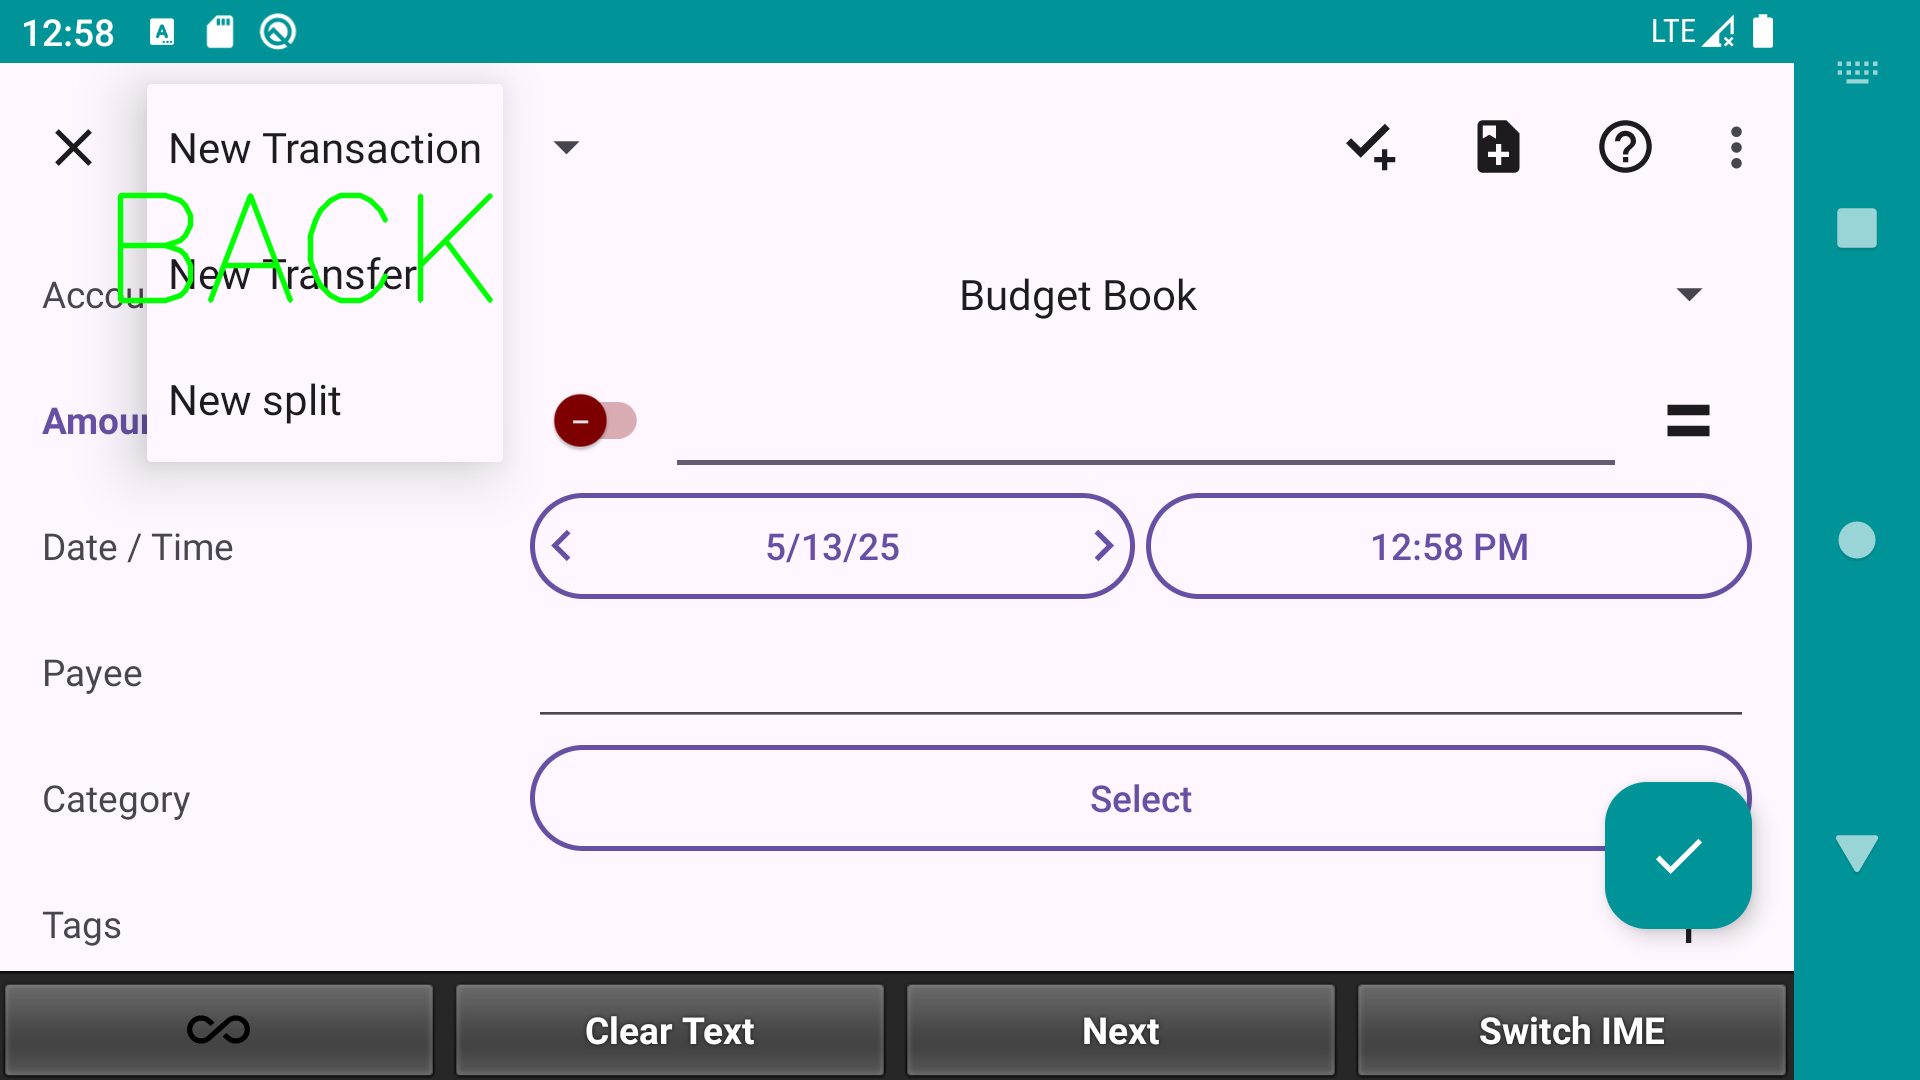 12:58
LTE
New Transaction
BACK
New Transfer
New split
Accou
Budget Book
Amoun
Date / Time
5/13/25
12:58 PM
Payee
Category
Select
Tags
Clear Text
Next
Switch IME